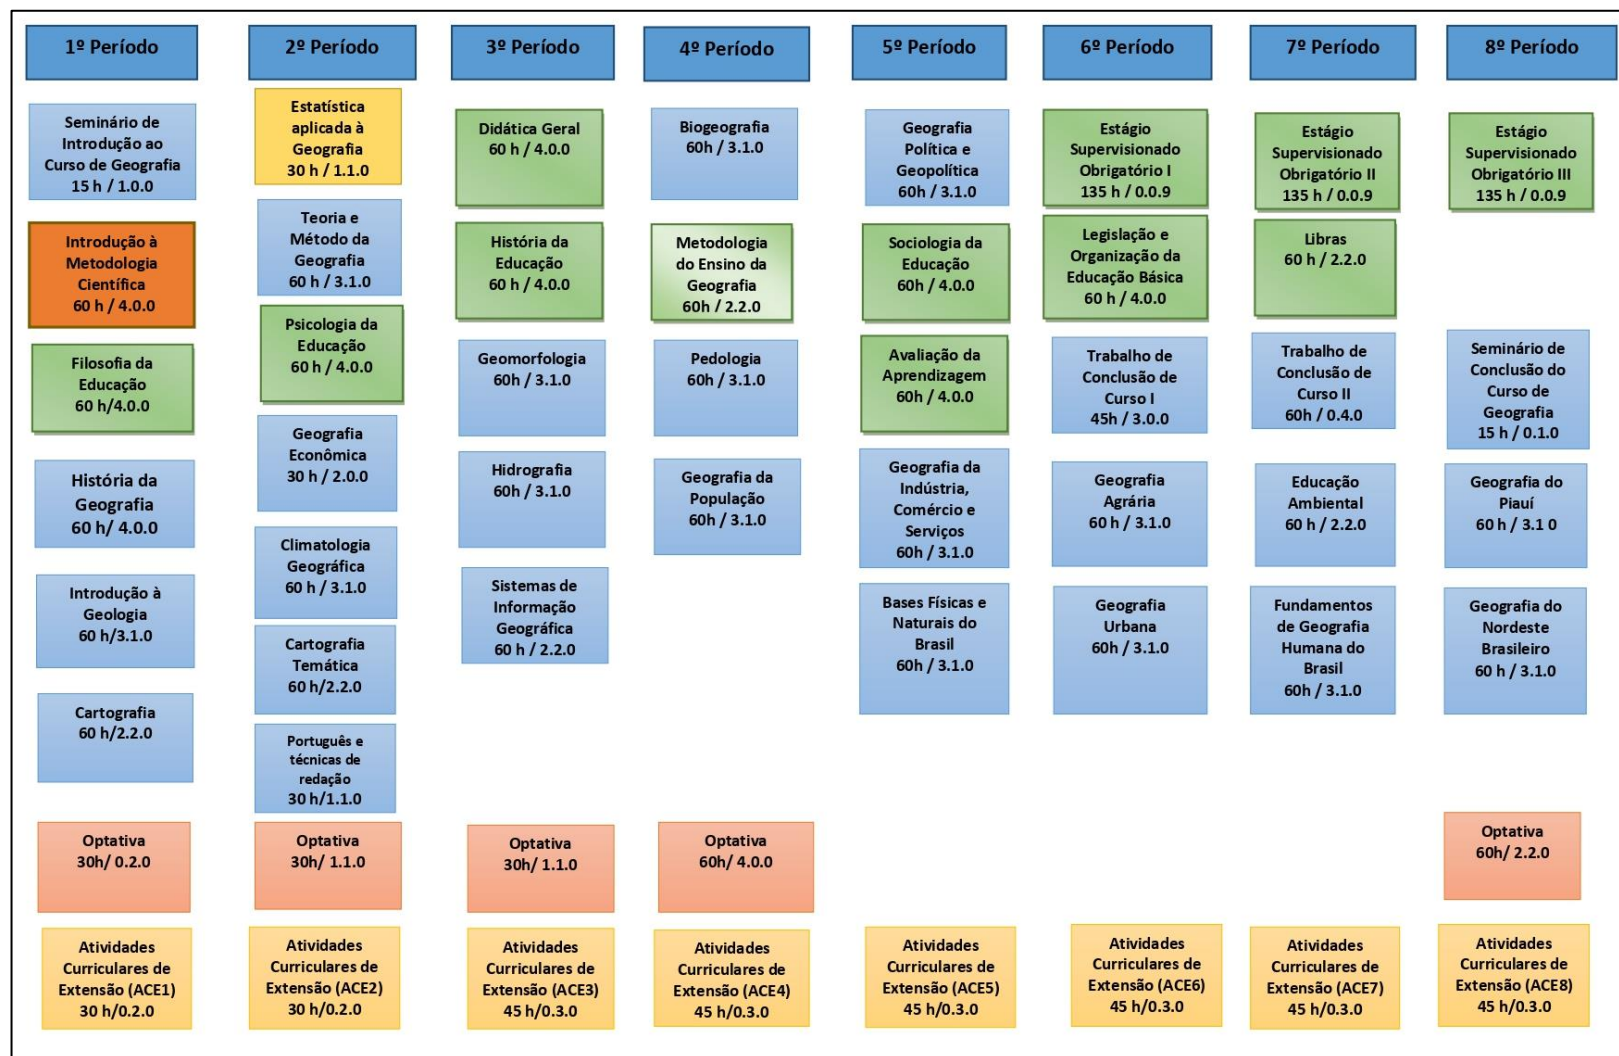 1º Período
Seminário de
Introdução ao
Curso de Geografia
15 h / 1.0.0
Introdução à
Metodologia
Científica
60 h / 4.0.0
Filosofia da
Educação
60 h/4.0.0
História da
Geografia
60 h/ 4.0.0
Introdução à
Geologia
60 h/3.1.0
Cartografia
60 h/2.2.0
Optativa
30h/ 0.2.0
Atividades
Curriculares de
Extensão (ACE1)
30 h/0.2.0
2º Período
Estatística
aplicada à
Geografia
30 h / 1.1.0
Teoria e
Método da
Geografia
60 h / 3.1.0
Psicologia da
Educação
60 h / 4.0.0
Geografia
Econômica
30 h / 2.0.0
Climatologia
Geográfica
60 h / 3.1.0
Cartografia
Temática
60 h/2.2.0
Português e
técnicas de
redação
30 h/1.1.0
Optativa
30h/ 1.1.0
Atividades
Curriculares de
Extensão (ACE2)
30 h/0.2.0
3º Período
Didática Geral
60 h / 4.0.0
História da
Educação
60 h / 4.0.0
Geomorfologia
60h / 3.1.0
Hidrografia
60h / 3.1.0
Sistemas de
Informação
Geográfica
60 h / 2.2.0
Optativa
30h/ 1.1.0
Atividades
Curriculares de
Extensão (ACE3)
45 h/0.3.0
4º Período
Biogeografia
60h / 3.1.0
Metodologia
do Ensino da
Geografia
60h / 2.2.0
Pedologia
60h / 3.1.0
Geografia da
População
60h / 3.1.0
Optativa
60h/ 4.0.0
Atividades
Curriculares de
Extensão (ACE4)
45 h/0.3.0
5º Período
Geografia
Política e
Geopolítica
60h / 3.1.0
Sociologia da
Educação
60h / 4.0.0
Avaliação da
Aprendizagem
60h / 4.0.0
Geografia da
Indústria,
Comércio e
Serviços
60h / 3.1.0
Bases Físicas e
Naturais do
Brasil
60h / 3.1.0
Atividades
Curriculares de
Extensão (ACE5)
45 h/0.3.0
6º Período
Estágio
Supervisionado
Obrigatório I
135 h / 0.0.9
Legislação e
Organização da
Educação Básica
60 h / 4.0.0
Trabalho de
Conclusão de
Curso I
45h / 3.0.0
Geografia
Agrária
60 h / 3.1.0
Geografia
Urbana
60h / 3.1.0
Atividades
Curriculares de
Extensão (ACE6)
45 h/0.3.0
7º Período
Estágio
Supervisionado
Obrigatório II
135 h / 0.0.9
Libras
60 h / 2.2.0
Trabalho de
Conclusão de
Curso II
60h / 0.4.0
Educação
Ambiental
60 h / 2.2.0
Fundamentos
de Geografia
Humana do
Brasil
60h / 3.1.0
Atividades
Curriculares de
Extensão (ACE7)
45 h/0.3.0
8º Período
Estágio
Supervisionado
Obrigatório III
135 h / 0.0.9
Seminário de
Conclusão do
Curso de
Geografia
15 h / 0.1.0
Geografia do
Piauí
60 h / 3.1 0
Geografia do
Nordeste
Brasileiro
60 h / 3.1.0
Optativa
60h/ 2.2.0
Atividades
Curriculares de
Extensão (ACE8)
45 h/0.3.0